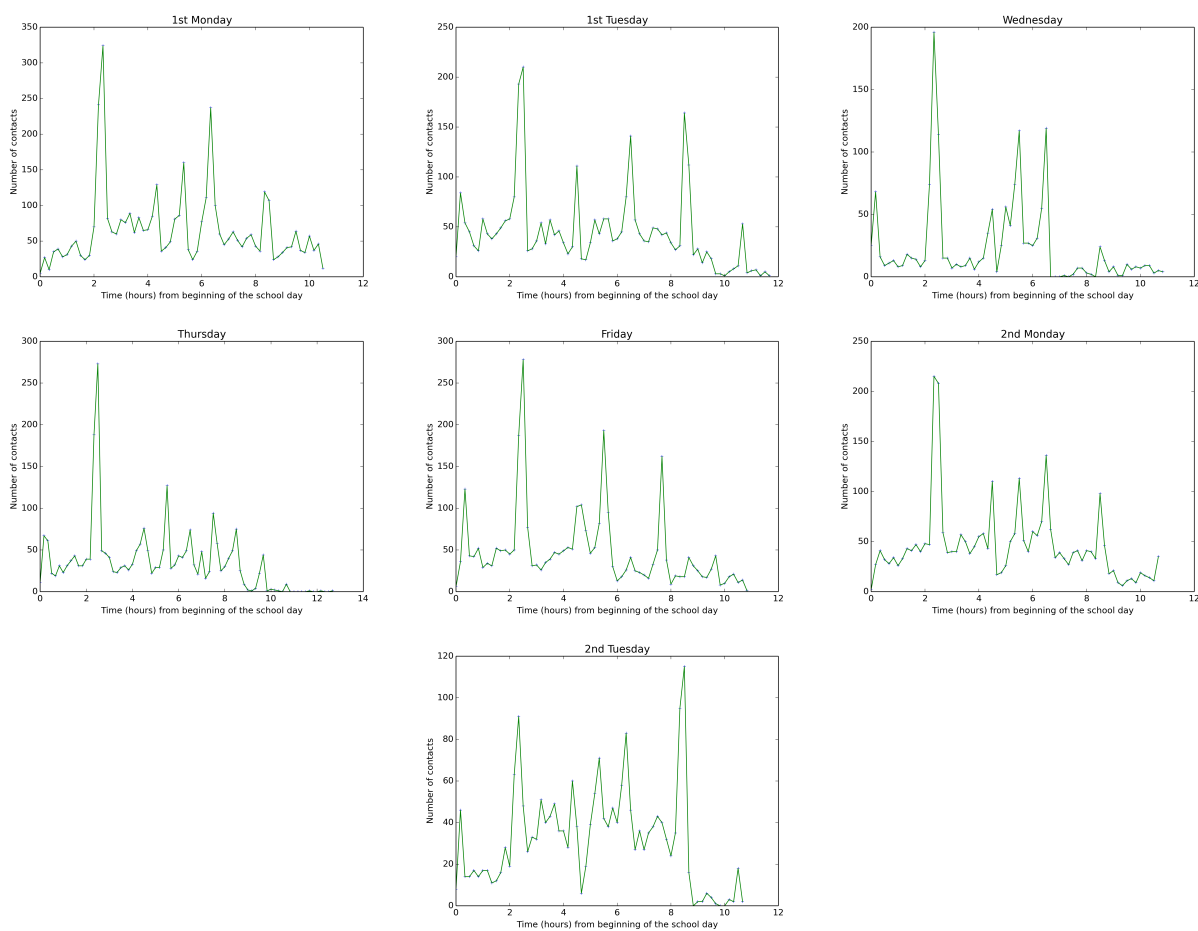 1st Monday
350
300
250
200
150
100
50
0
Number of contacts
0 2 4 6 8 10 12
Time (hours) from beginning of the school day
1st Tuesday
250
200
150
100
50
0
Number of contacts
0 2 4 6 8 10 12
Time (hours) from beginning of the school day
Wednesday
200
150
100
50
0
Number of contacts
0 2 4 6 8 10 12
Time (hours) from beginning of the school day
Thursday
300
250
200
150
100
50
0
Number of contacts
0 2 4 6 8 10 12 14
Time (hours) from beginning of the school day
Friday
300
250
200
150
100
50
0
Number of contacts
0 2 4 6 8 10 12
Time (hours) from beginning of the school day
2nd Monday
250
200
150
100
50
0
Number of contacts
0 2 4 6 8 10 12
Time (hours) from beginning of the school day
2nd Tuesday
120
100
80
60
40
20
0
Number of contacts
0 2 4 6 8 10 12
Time (hours) from beginning of the school day